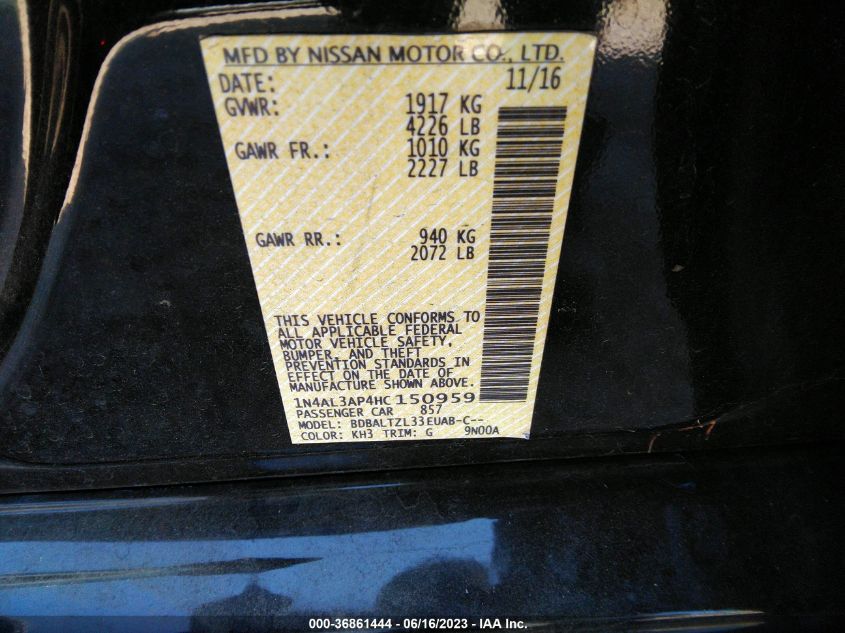 MFD BY NISSAN MOTOR CO., LTD.
DATE: 11/16
GVWR: 1917 KG
4226 LB
GAWR FR.: 1010 KG
2227 LB
GAWR RR.: 940 KG
2072 LB
THIS VEHICLE CONFORMS TO
ALL APPLICABLE FEDERAL
MOTOR VEHICLE SAFETY,
BUMPER, AND THEFT
PREVENTION STANDARDS IN
EFFECT ON THE DATE OF
MANUFACTURE SHOWN ABOVE.
1N4AL3AP4HC150959
PASSENGER CAR 857
MODEL: BDBALTZL33EUAB-C--
COLOR: KH3 TRIM: G 9N00A
000-36861444 - 06/16/2023 - IAA Inc.